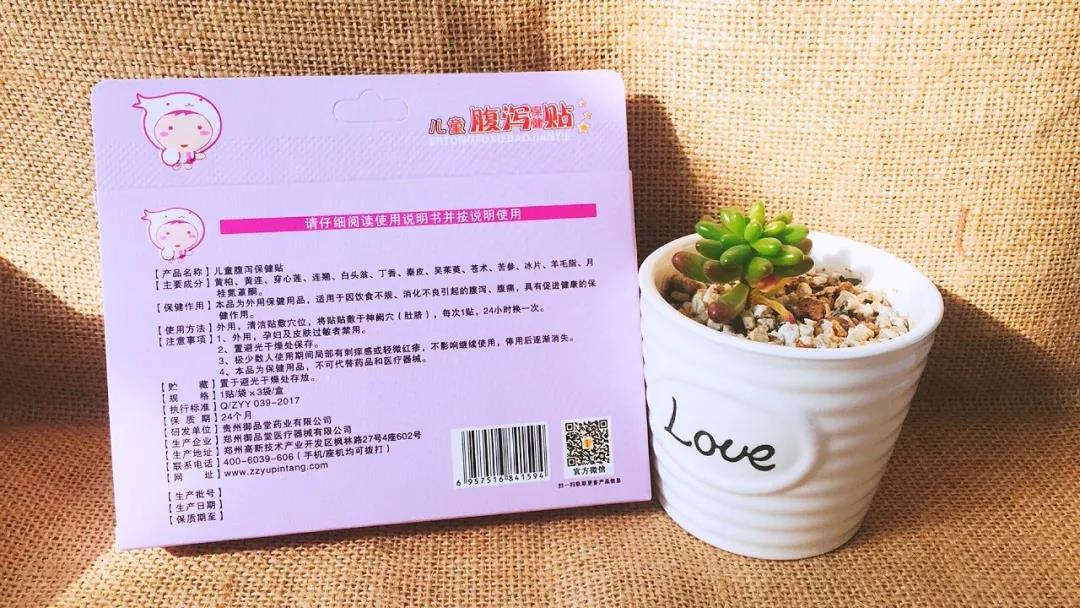 儿童腹泻保健贴
ERTONGFUXIEBAOJIANTIE
请仔细阅读使用说明书并按说明使用
【产品名称】儿童腹泻保健贴
【主要成分】黄柏、黄连、穿心莲、连翘、白头翁、丁香、秦皮、吴茱萸、苍术、苦参、冰片、羊毛脂、月
桂氮䓬酮。
【保健作用】本品为外用保健用品，适用于因饮食不规、消化不良引起的腹泻、腹痛，具有促进健康的保
健作用。
【使用方法】外用，清洁贴敷穴位，将贴贴敷于神阙穴（肚脐），每次1贴，24小时换一次。
【注意事项】1、外用，孕妇及皮肤过敏者禁用。
2、置避光干燥处保存。
3、极少数人使用期间局部有刺痒感或轻微红疹，不影响继续使用，停用后逐渐消失。
4、本品为保健用品，不可代替药品和医疗器械。
【贮 藏】置于避光干燥处存放。
【规 格】1贴/袋×3袋/盒
【执行标准】Q/ZYY 039-2017
【保 质 期】24个月
【研发单位】贵州御品堂药业有限公司
【生产企业】郑州御品堂医疗器械有限公司
【生产地址】郑州高新技术产业开发区枫林路27号4座602号
【联系电话】400-6039-606（手机/座机均可拨打）
【网 址】www.zzyupintang.com
【生产批号】
【生产日期】
【保质期至】
6 957516 841594
官方微信
扫一扫获取更多产品信息
Love